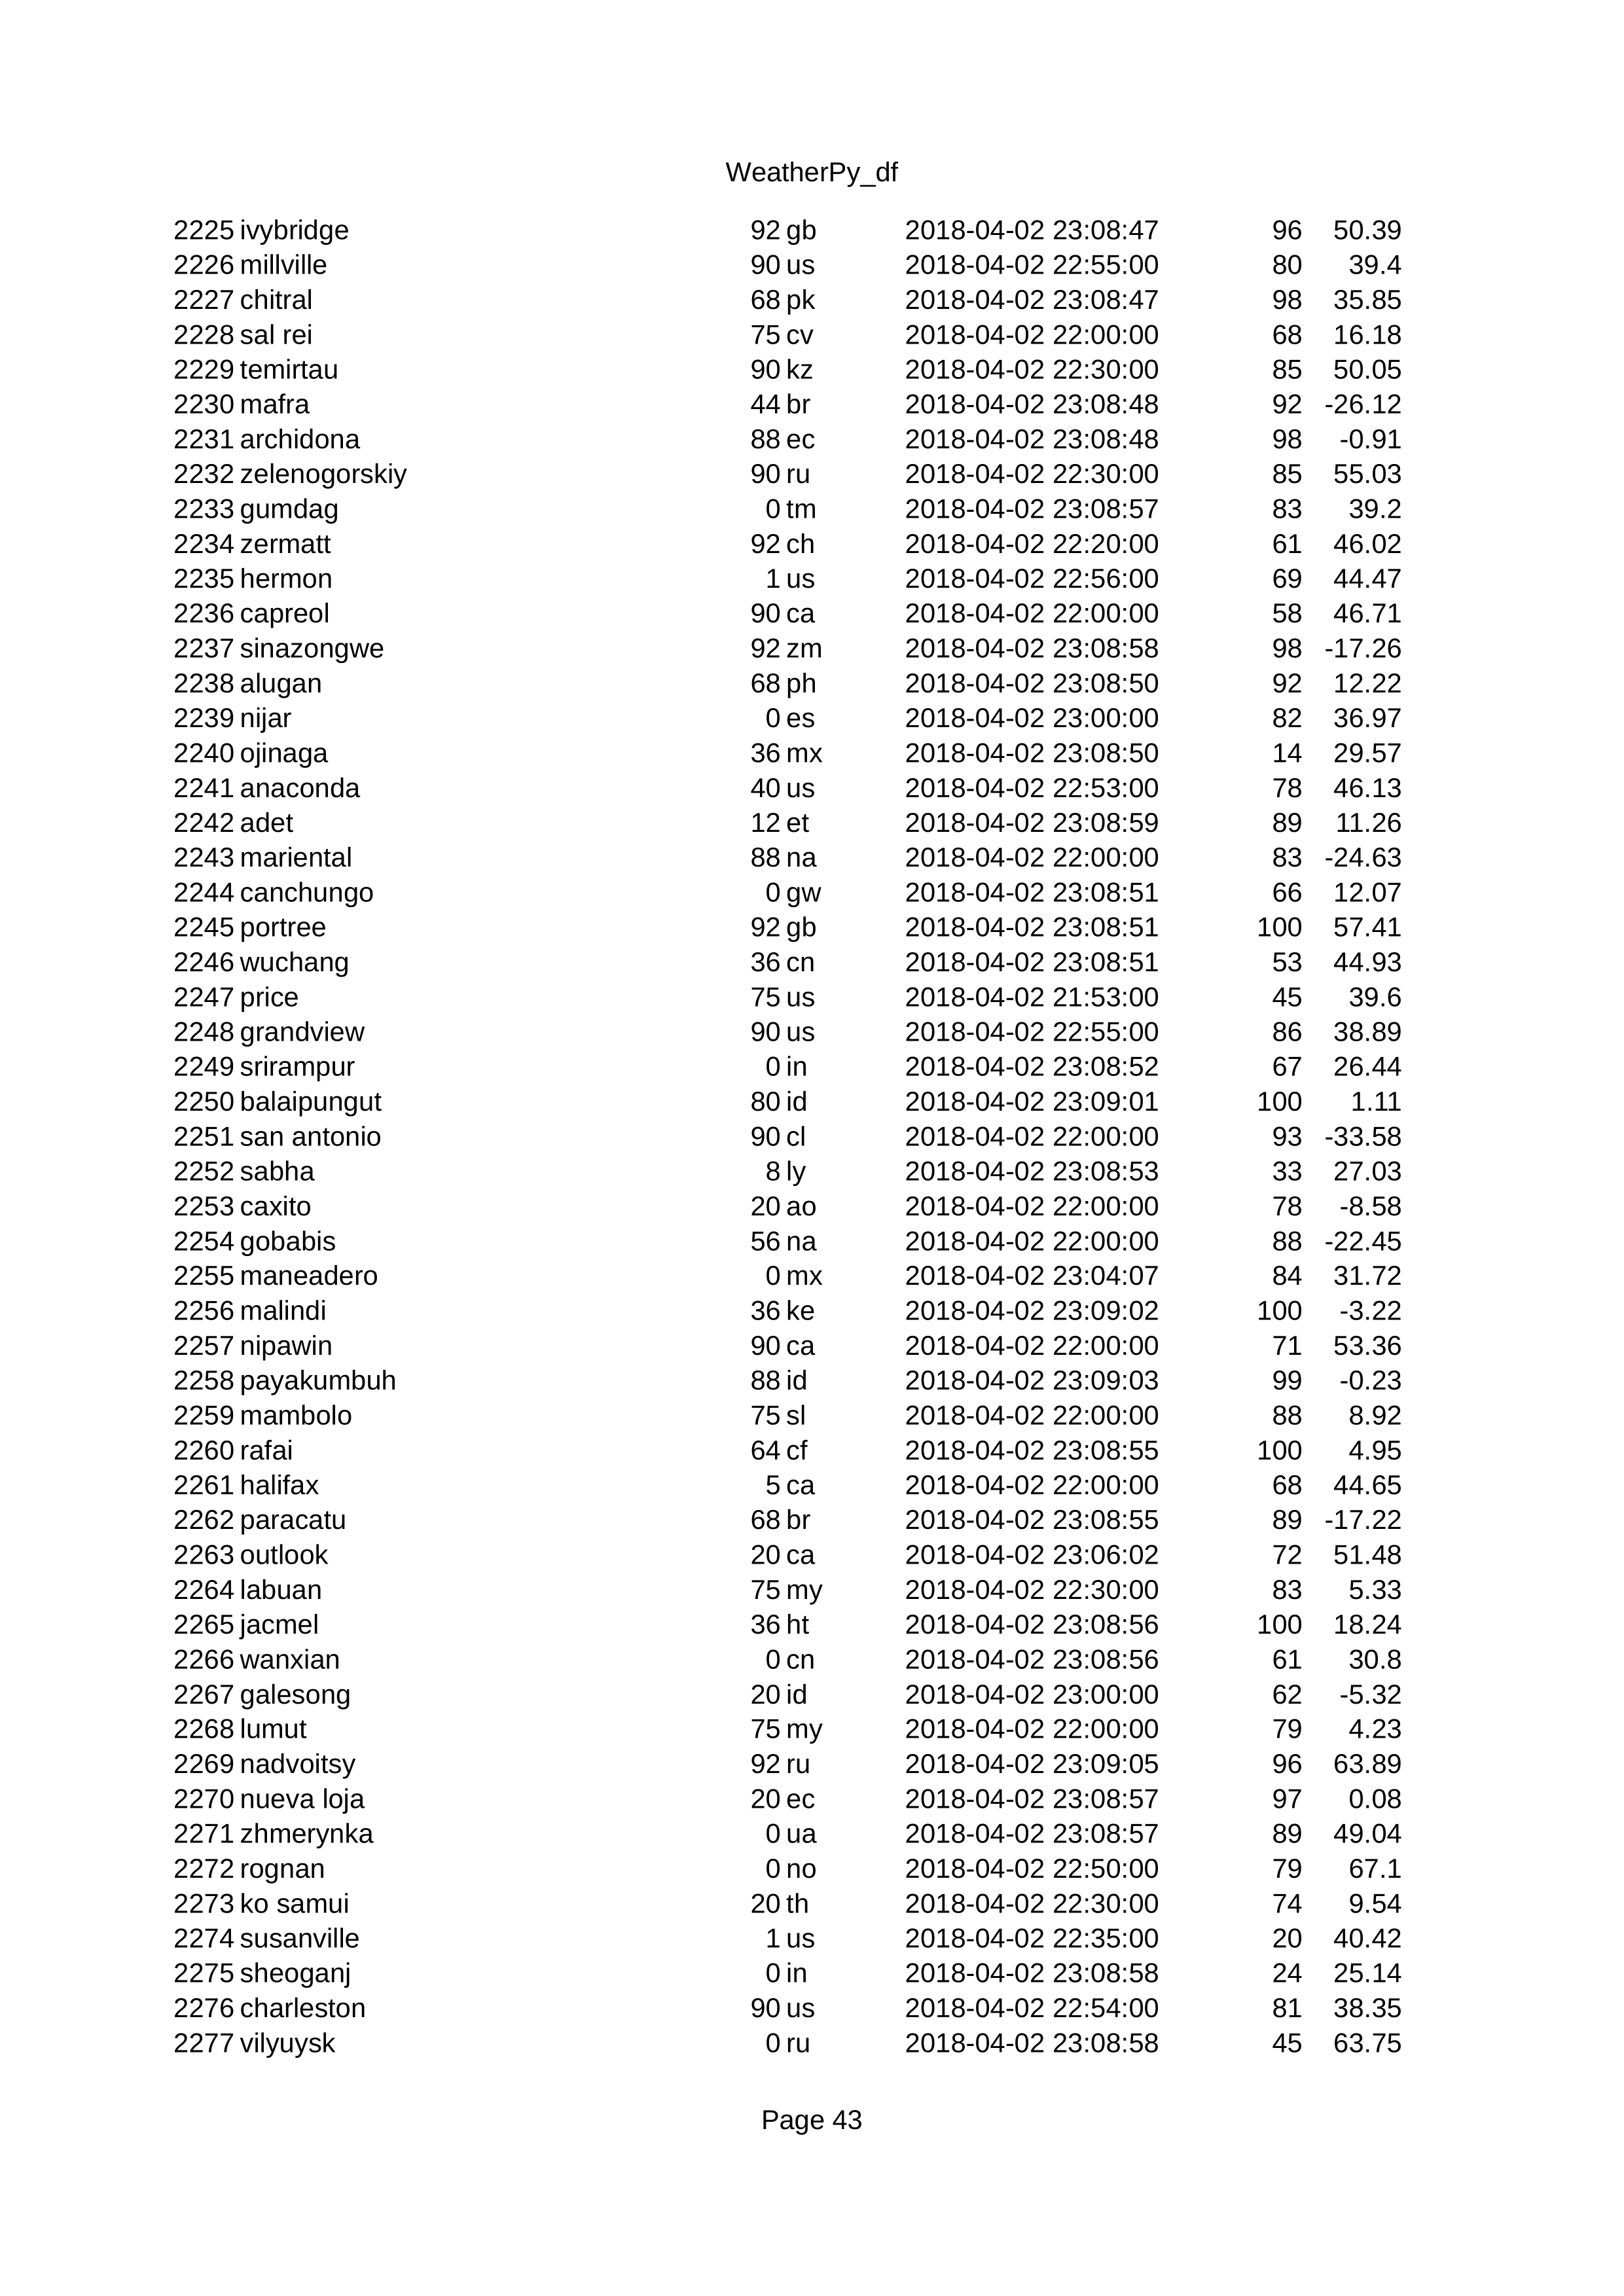 WeatherPy_df
2225 ivybridge 92 gb 2018-04-02 23:08:47 96 50.39
2226 millville 90 us 2018-04-02 22:55:00 80 39.4
2227 chitral 68 pk 2018-04-02 23:08:47 98 35.85
2228 sal rei 75 cv 2018-04-02 22:00:00 68 16.18
2229 temirtau 90 kz 2018-04-02 22:30:00 85 50.05
2230 mafra 44 br 2018-04-02 23:08:48 92 -26.12
2231 archidona 88 ec 2018-04-02 23:08:48 98 -0.91
2232 zelenogorskiy 90 ru 2018-04-02 22:30:00 85 55.03
2233 gumdag 0 tm 2018-04-02 23:08:57 83 39.2
2234 zermatt 92 ch 2018-04-02 22:20:00 61 46.02
2235 hermon 1 us 2018-04-02 22:56:00 69 44.47
2236 capreol 90 ca 2018-04-02 22:00:00 58 46.71
2237 sinazongwe 92 zm 2018-04-02 23:08:58 98 -17.26
2238 alugan 68 ph 2018-04-02 23:08:50 92 12.22
2239 nijar 0 es 2018-04-02 23:00:00 82 36.97
2240 ojinaga 36 mx 2018-04-02 23:08:50 14 29.57
2241 anaconda 40 us 2018-04-02 22:53:00 78 46.13
2242 adet 12 et 2018-04-02 23:08:59 89 11.26
2243 mariental 88 na 2018-04-02 22:00:00 83 -24.63
2244 canchungo 0 gw 2018-04-02 23:08:51 66 12.07
2245 portree 92 gb 2018-04-02 23:08:51 100 57.41
2246 wuchang 36 cn 2018-04-02 23:08:51 53 44.93
2247 price 75 us 2018-04-02 21:53:00 45 39.6
2248 grandview 90 us 2018-04-02 22:55:00 86 38.89
2249 srirampur 0 in 2018-04-02 23:08:52 67 26.44
2250 balaipungut 80 id 2018-04-02 23:09:01 100 1.11
2251 san antonio 90 cl 2018-04-02 22:00:00 93 -33.58
2252 sabha 8 ly 2018-04-02 23:08:53 33 27.03
2253 caxito 20 ao 2018-04-02 22:00:00 78 -8.58
2254 gobabis 56 na 2018-04-02 22:00:00 88 -22.45
2255 maneadero 0 mx 2018-04-02 23:04:07 84 31.72
2256 malindi 36 ke 2018-04-02 23:09:02 100 -3.22
2257 nipawin 90 ca 2018-04-02 22:00:00 71 53.36
2258 payakumbuh 88 id 2018-04-02 23:09:03 99 -0.23
2259 mambolo 75 sl 2018-04-02 22:00:00 88 8.92
2260 rafai 64 cf 2018-04-02 23:08:55 100 4.95
2261 halifax 5 ca 2018-04-02 22:00:00 68 44.65
2262 paracatu 68 br 2018-04-02 23:08:55 89 -17.22
2263 outlook 20 ca 2018-04-02 23:06:02 72 51.48
2264 labuan 75 my 2018-04-02 22:30:00 83 5.33
2265 jacmel 36 ht 2018-04-02 23:08:56 100 18.24
2266 wanxian 0 cn 2018-04-02 23:08:56 61 30.8
2267 galesong 20 id 2018-04-02 23:00:00 62 -5.32
2268 lumut 75 my 2018-04-02 22:00:00 79 4.23
2269 nadvoitsy 92 ru 2018-04-02 23:09:05 96 63.89
2270 nueva loja 20 ec 2018-04-02 23:08:57 97 0.08
2271 zhmerynka 0 ua 2018-04-02 23:08:57 89 49.04
2272 rognan 0 no 2018-04-02 22:50:00 79 67.1
2273 ko samui 20 th 2018-04-02 22:30:00 74 9.54
2274 susanville 1 us 2018-04-02 22:35:00 20 40.42
2275 sheoganj 0 in 2018-04-02 23:08:58 24 25.14
2276 charleston 90 us 2018-04-02 22:54:00 81 38.35
2277 vilyuysk 0 ru 2018-04-02 23:08:58 45 63.75
Page 43